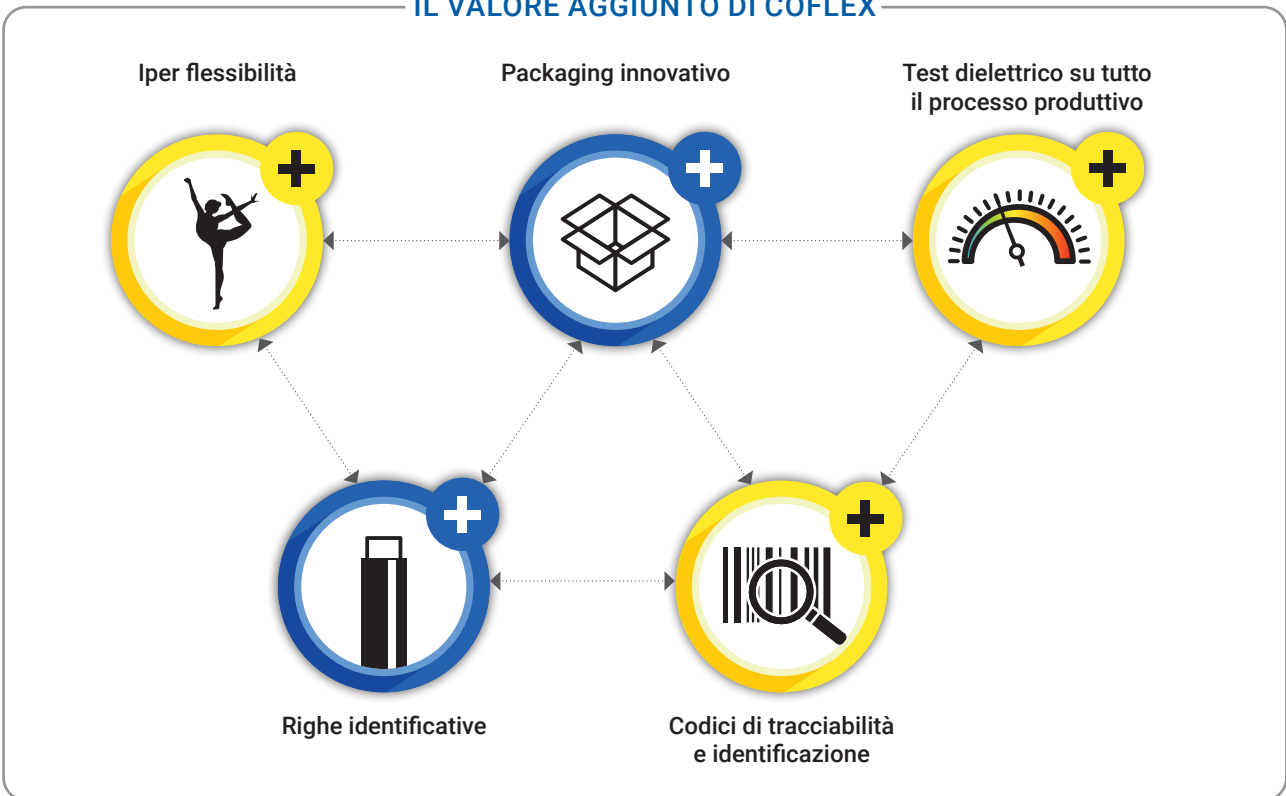 IL VALORE AGGIUNTO DI COFLEX
Iper flessibilità
Packaging innovativo
Test dielettrico su tutto
il processo produttivo
Righe identificative
Codici di tracciabilità
e identificazione